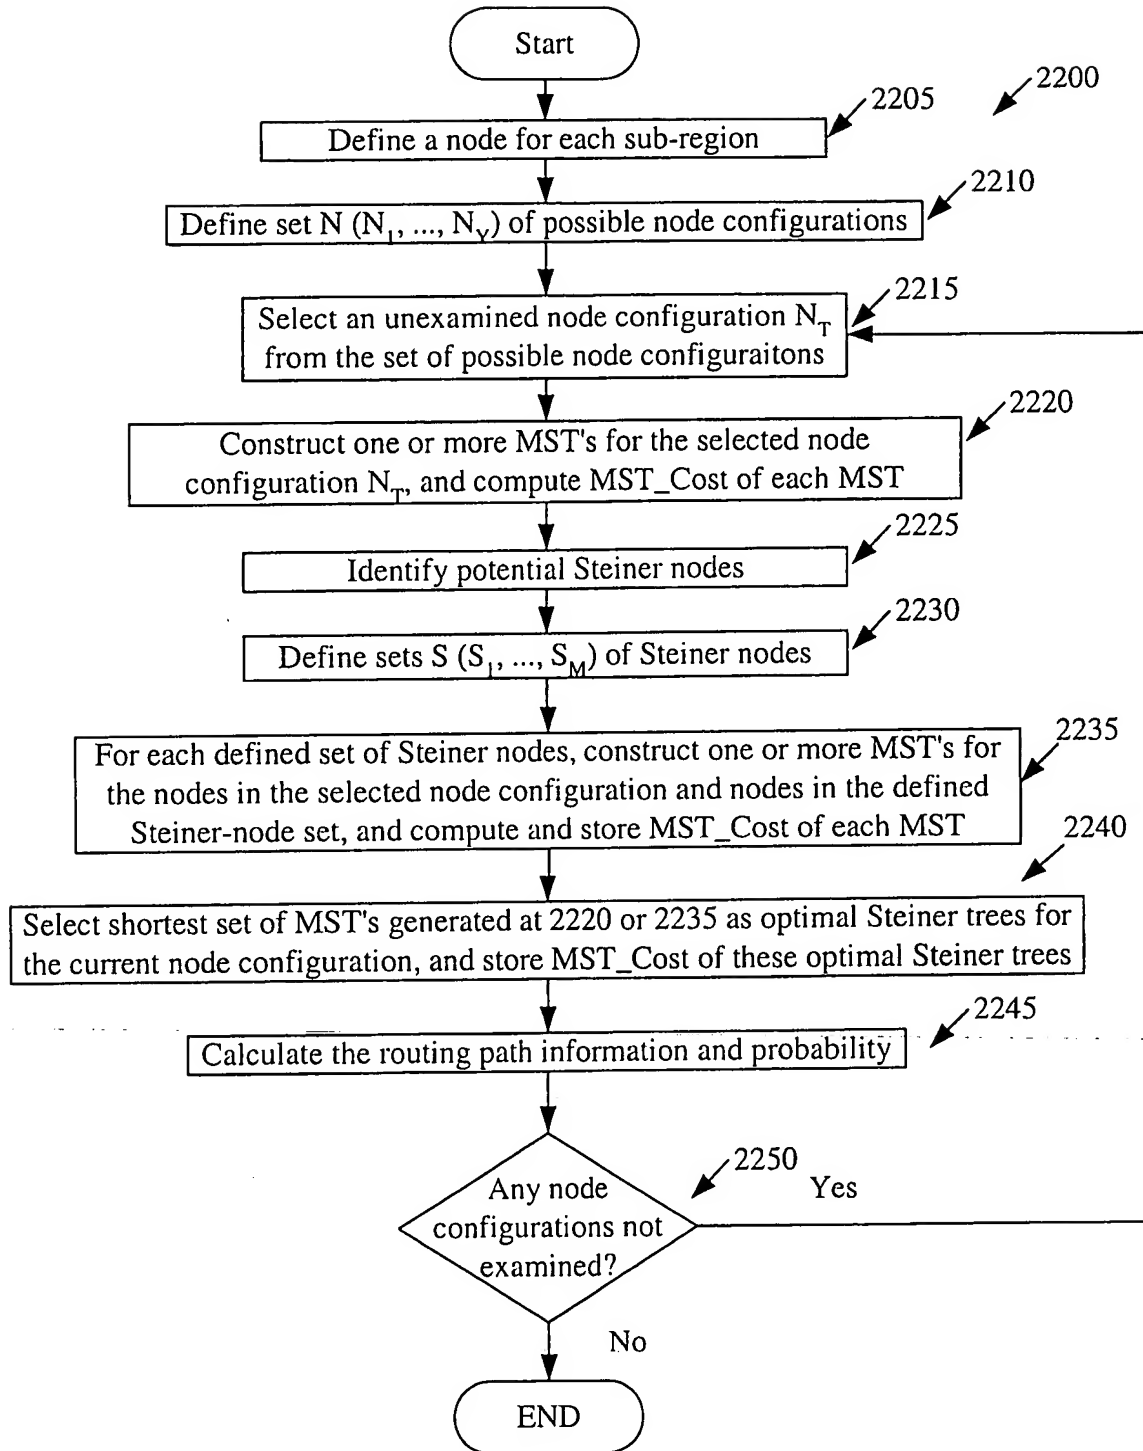 Start
2200
2205
Define a node for each sub-region
2210
Define set N (N₁, ..., N_Y) of possible node configurations
2215
Select an unexamined node configuration N_T
from the set of possible node configuraitons
2220
Construct one or more MST's for the selected node
configuration N_T, and compute MST_Cost of each MST
2225
Identify potential Steiner nodes
2230
Define sets S (S₁, ..., S_M) of Steiner nodes
2235
For each defined set of Steiner nodes, construct one or more MST's for
the nodes in the selected node configuration and nodes in the defined
Steiner-node set, and compute and store MST_Cost of each MST
2240
Select shortest set of MST's generated at 2220 or 2235 as optimal Steiner trees for
the current node configuration, and store MST_Cost of these optimal Steiner trees
2245
Calculate the routing path information and probability
2250
Any node
configurations not
examined?
Yes
No
END